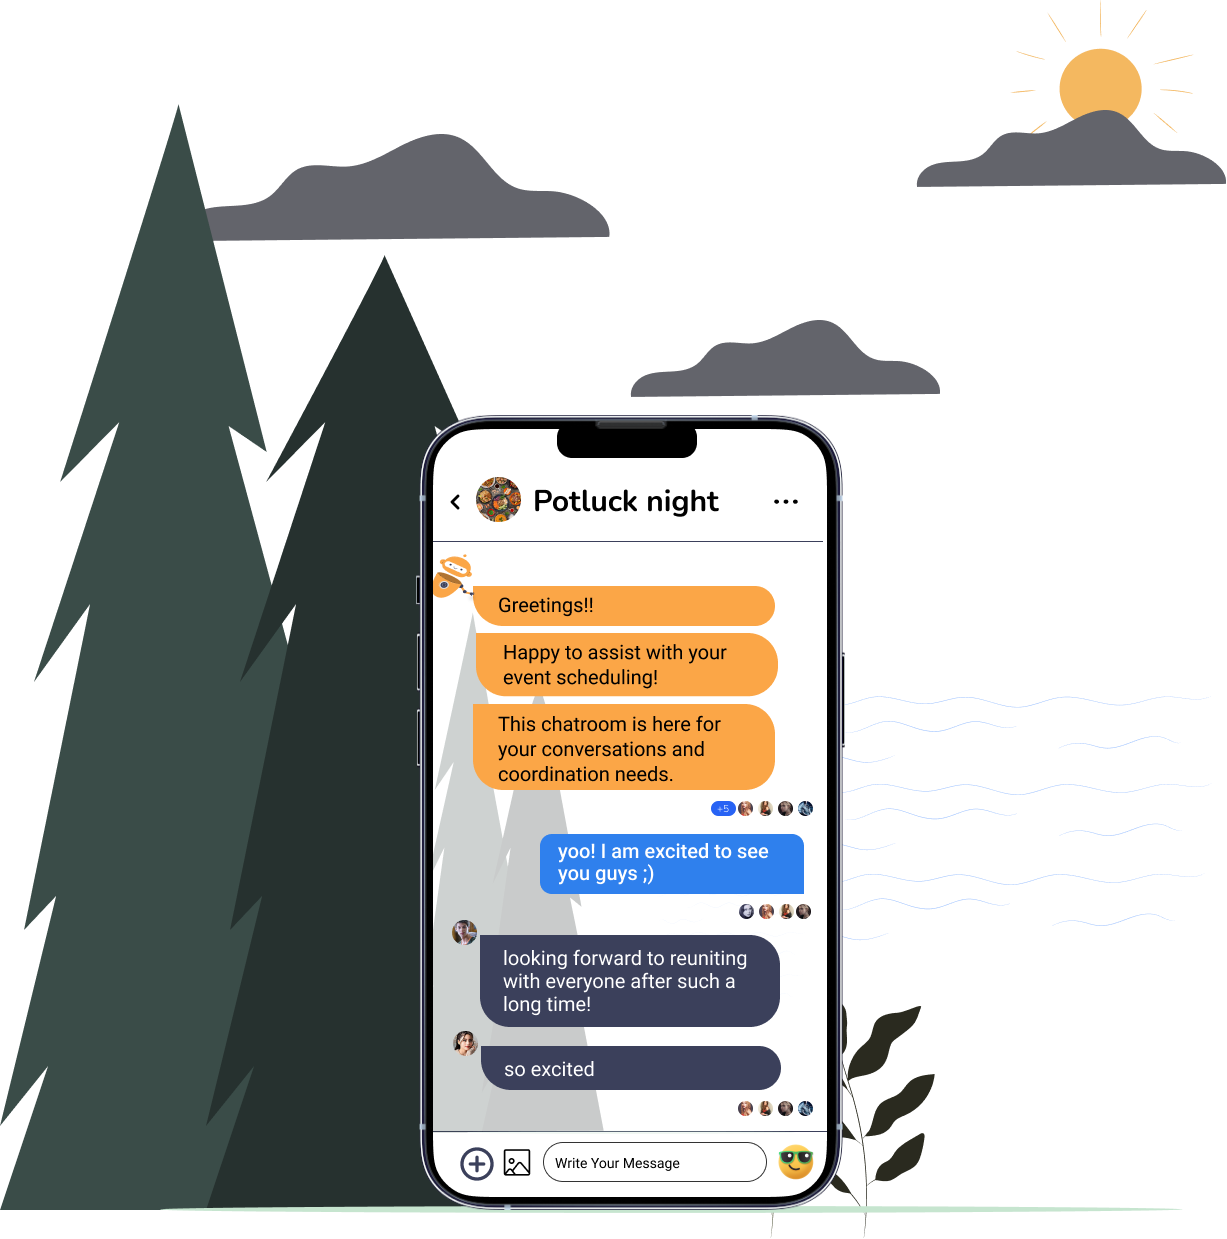 Potluck night
Greetings!!
Happy to assist with your
event scheduling!
This chatroom is here for
your conversations and
coordination needs.
+5
yoo! I am excited to see
you guys ;)
looking forward to reuniting
with everyone after such a
long time!
so excited
Write Your Message